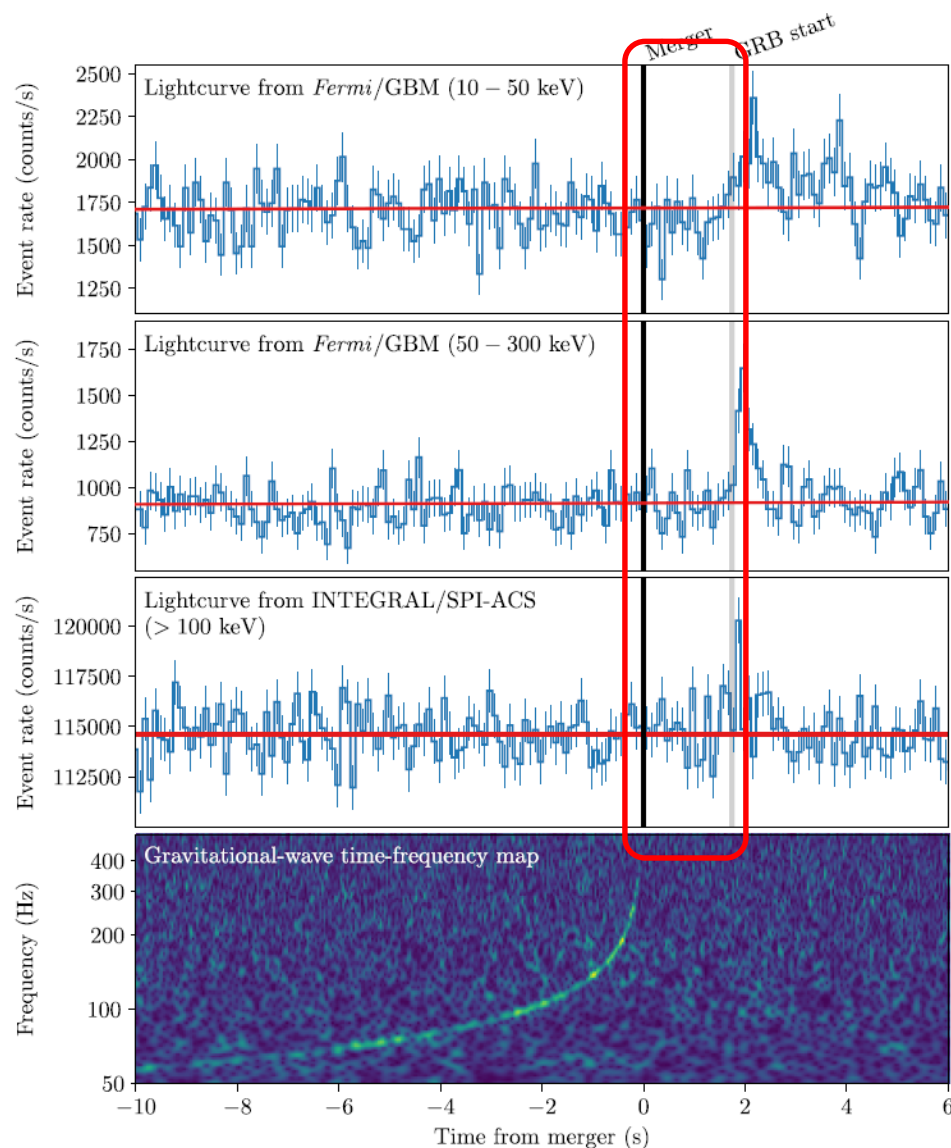 Merger
GRB start
Lightcurve from Fermi/GBM (10 − 50 keV)
2500
2250
2000
1750
1500
1250
Event rate (counts/s)
Lightcurve from Fermi/GBM (50 − 300 keV)
1750
1500
1250
1000
750
Event rate (counts/s)
Lightcurve from INTEGRAL/SPI-ACS
(> 100 keV)
120000
117500
115000
112500
Event rate (counts/s)
Gravitational-wave time-frequency map
400
300
200
100
50
Frequency (Hz)
−10
−8
−6
−4
−2
0
2
4
6
Time from merger (s)